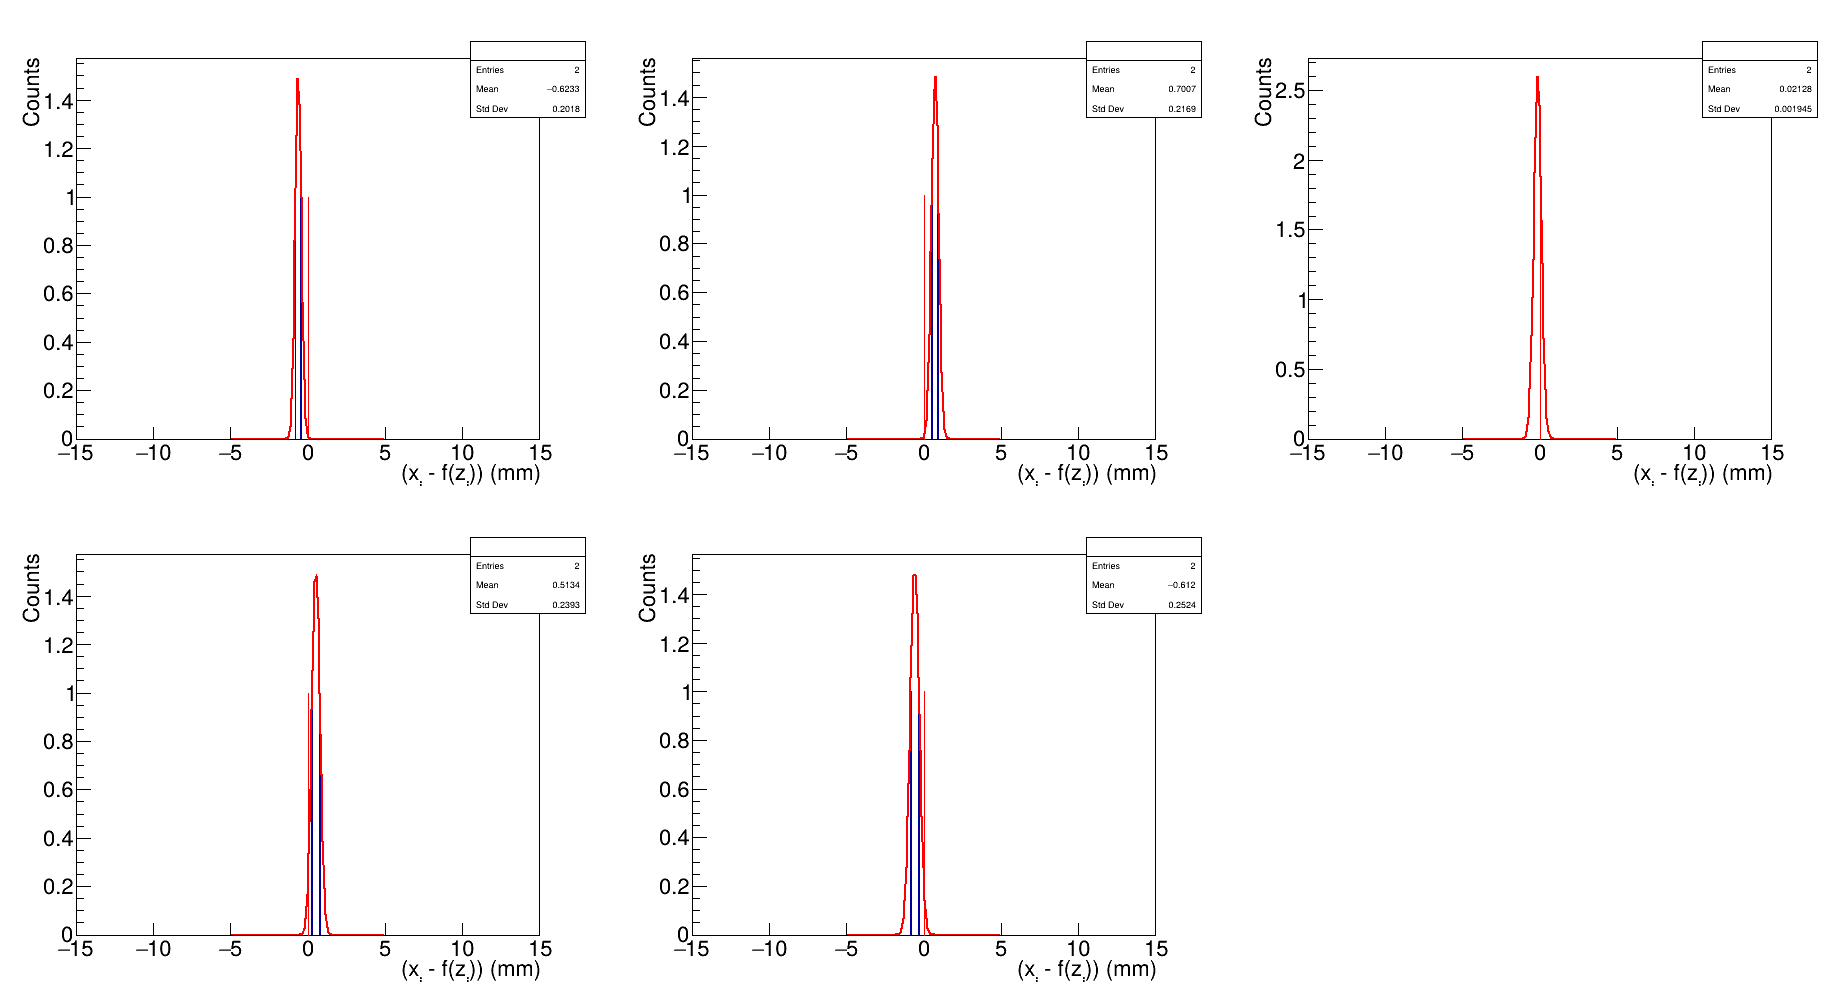 Counts
1.4
1.2
1
0.8
0.6
0.4
0.2
0
−15 −10 −5 0 5 10 15
(x_i - f(z_i)) (mm)
Entries 2
Mean −0.6233
Std Dev 0.2018
Counts
1.4
1.2
1
0.8
0.6
0.4
0.2
0
−15 −10 −5 0 5 10 15
(x_i - f(z_i)) (mm)
Entries 2
Mean 0.7007
Std Dev 0.2169
Counts
2.5
2
1.5
1
0.5
0
−15 −10 −5 0 5 10 15
(x_i - f(z_i)) (mm)
Entries 2
Mean 0.02128
Std Dev 0.001945
Counts
1.4
1.2
1
0.8
0.6
0.4
0.2
0
−15 −10 −5 0 5 10 15
(x_i - f(z_i)) (mm)
Entries 2
Mean 0.5134
Std Dev 0.2393
Counts
1.4
1.2
1
0.8
0.6
0.4
0.2
0
−15 −10 −5 0 5 10 15
(x_i - f(z_i)) (mm)
Entries 2
Mean −0.612
Std Dev 0.2524